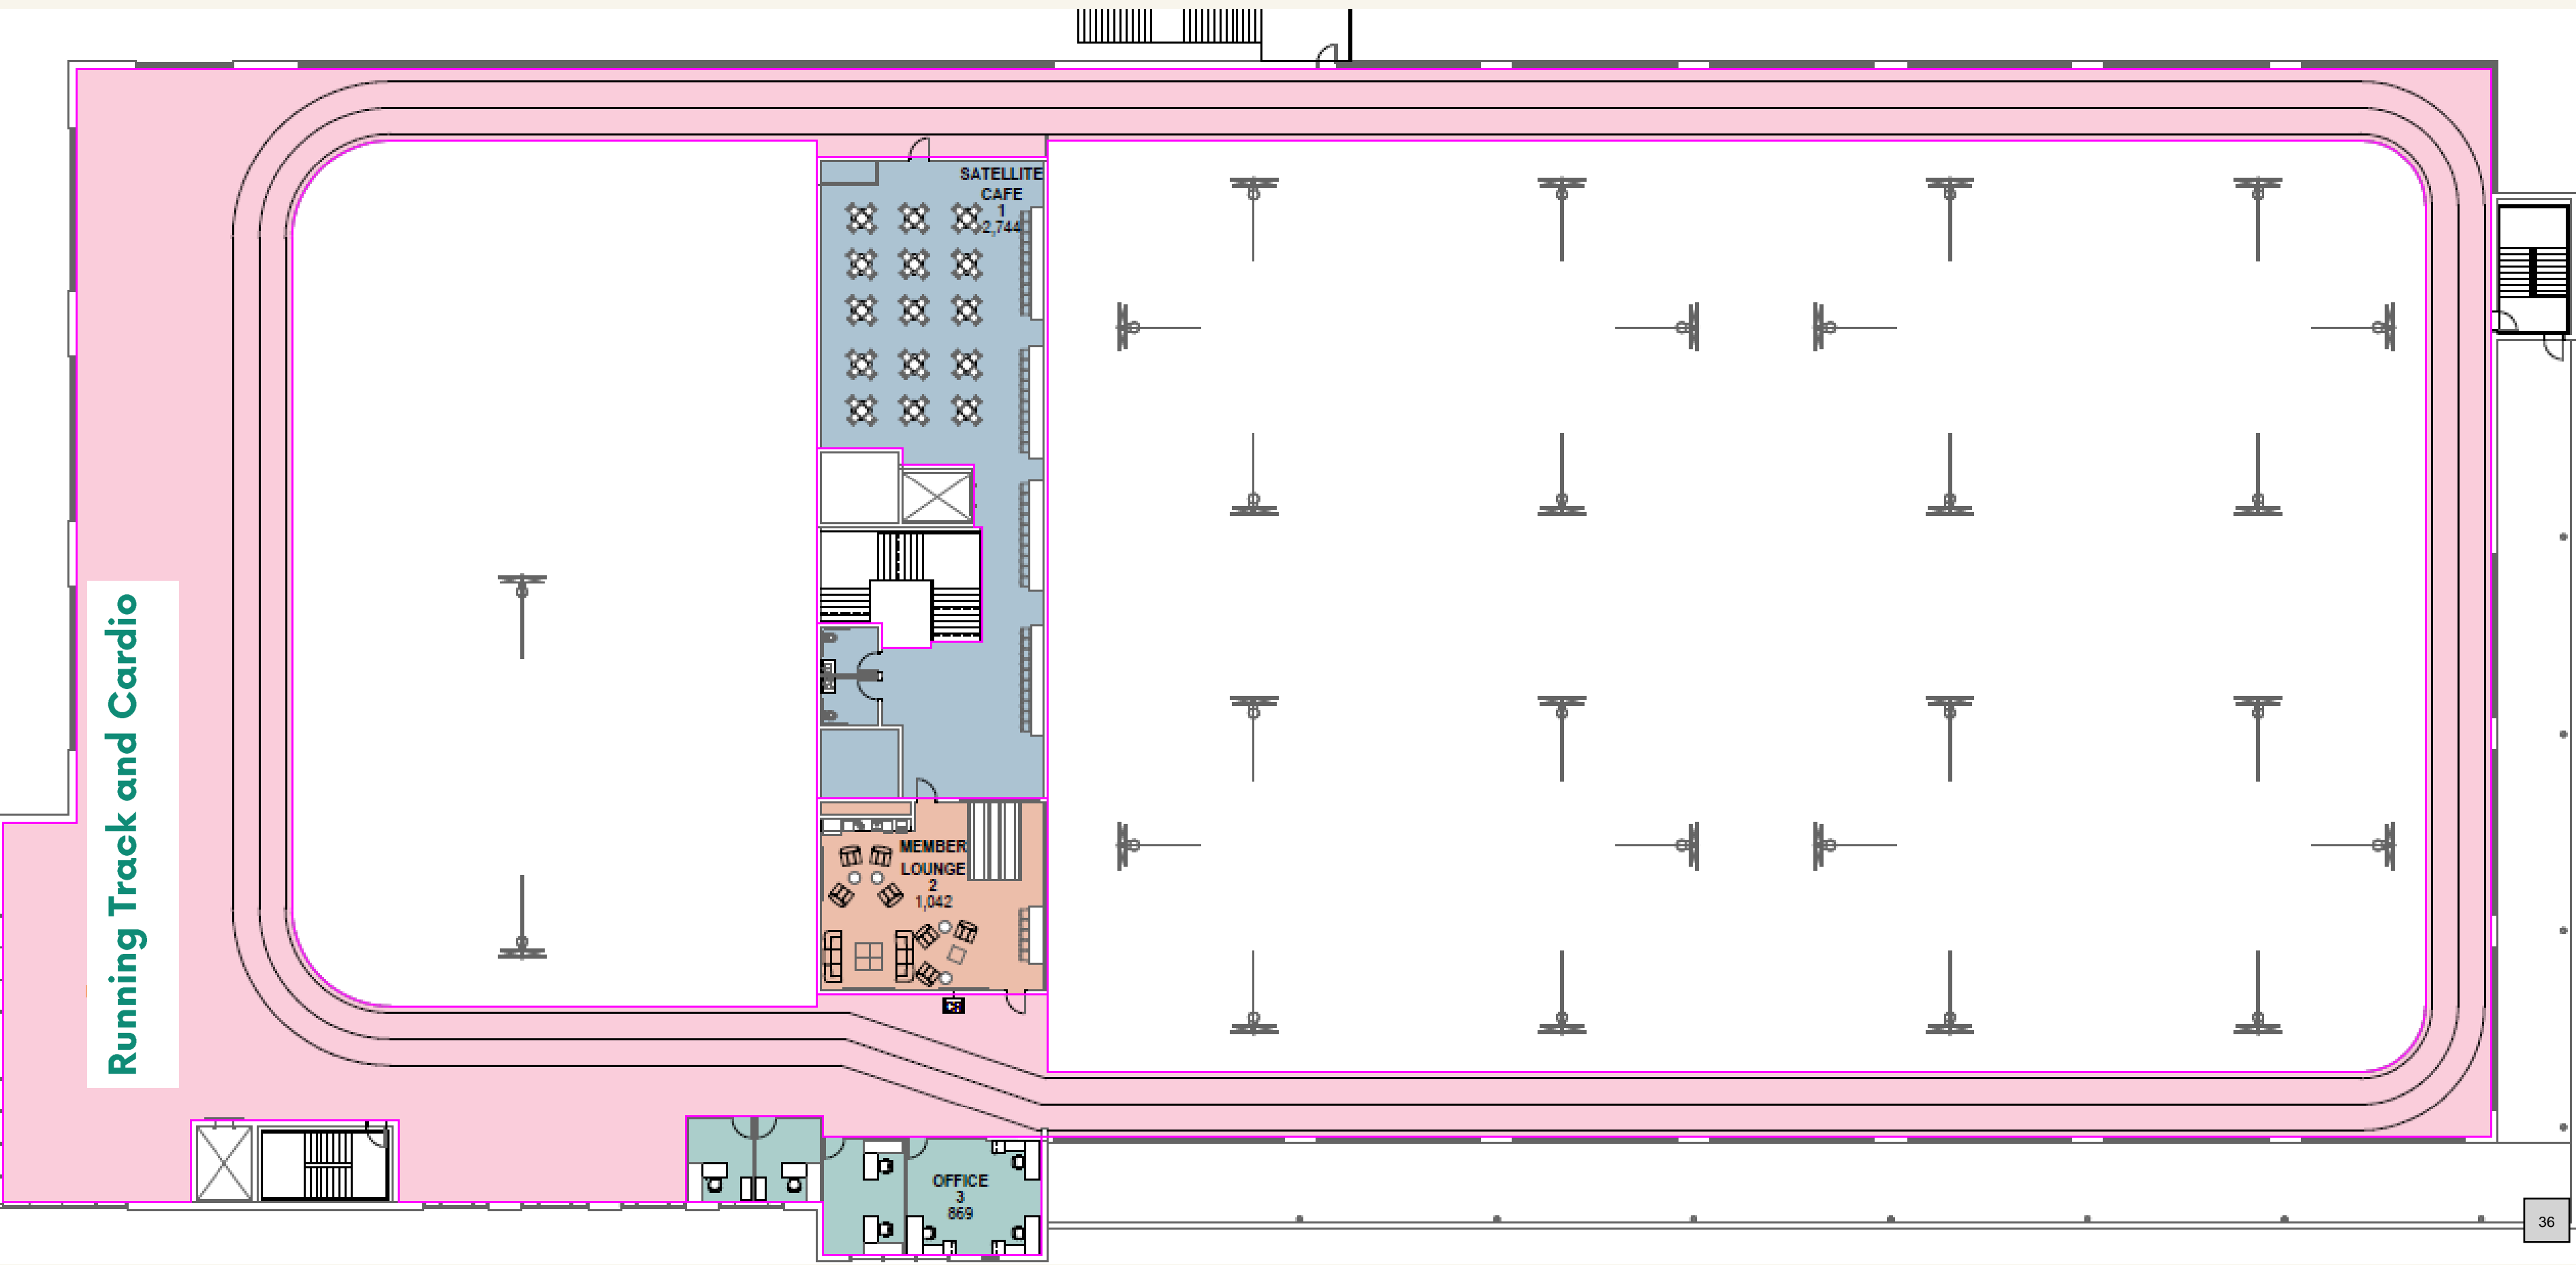 SATELLITE
CAFE
1
2,744
Running Track and Cardio
MEMBER
LOUNGE
2
1,042
OFFICE
3
869
36